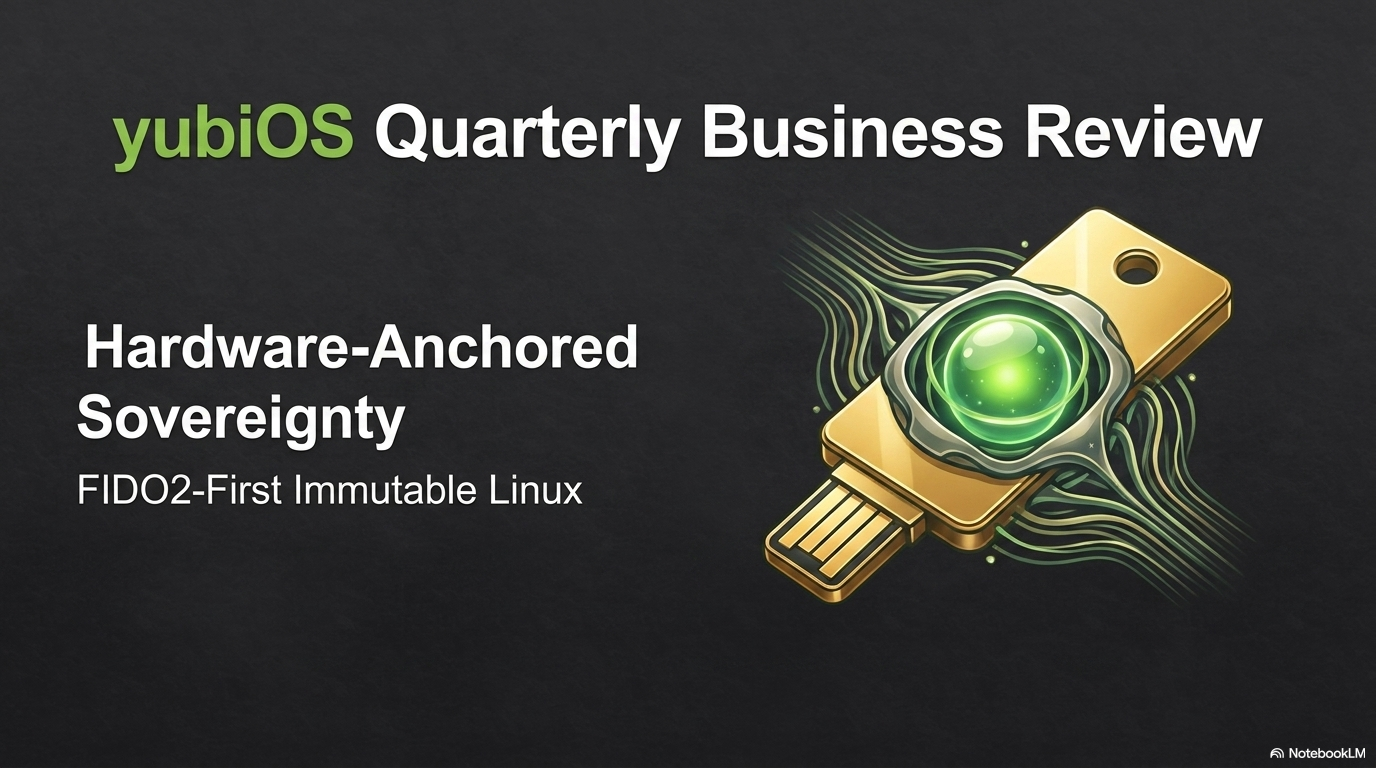 yubiOS Quarterly Business Review
Hardware-Anchored
Sovereignty
FIDO2-First Immutable Linux
NotebookLM